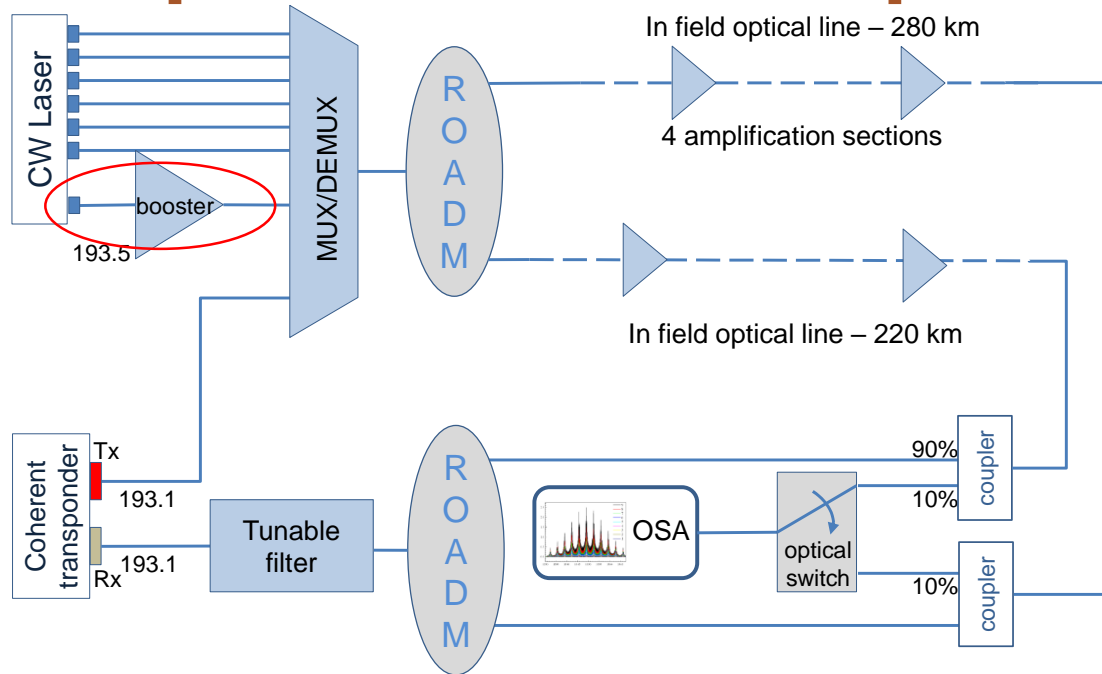 In field optical line – 280 km
CW Laser
MUX/DEMUX
R
O
A
D
M
4 amplification sections
booster
193.5
In field optical line – 220 km
Coherent
transponder
Tx
193.1
193.1
Rx
Tunable
filter
R
O
A
D
M
OSA
optical
switch
90%
10%
coupler
10%
coupler